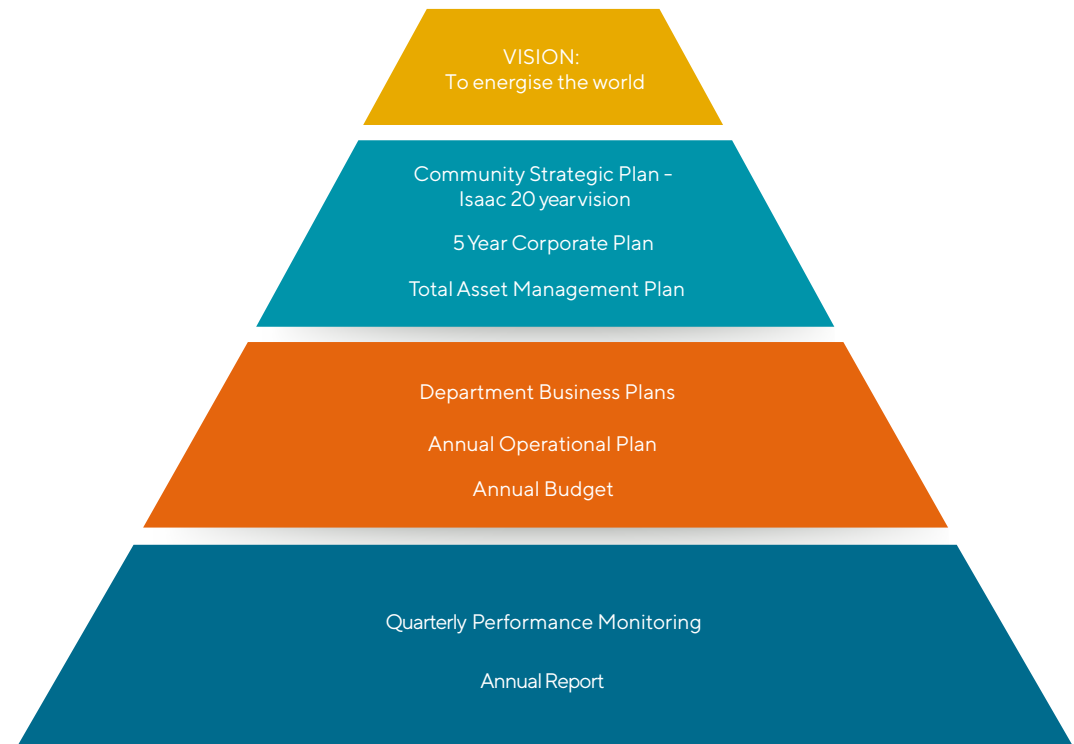 VISION:
To energise the world
Community Strategic Plan -
Isaac 20 year vision
5 Year Corporate Plan
Total Asset Management Plan
Department Business Plans
Annual Operational Plan
Annual Budget
Quarterly Performance Monitoring
Annual Report